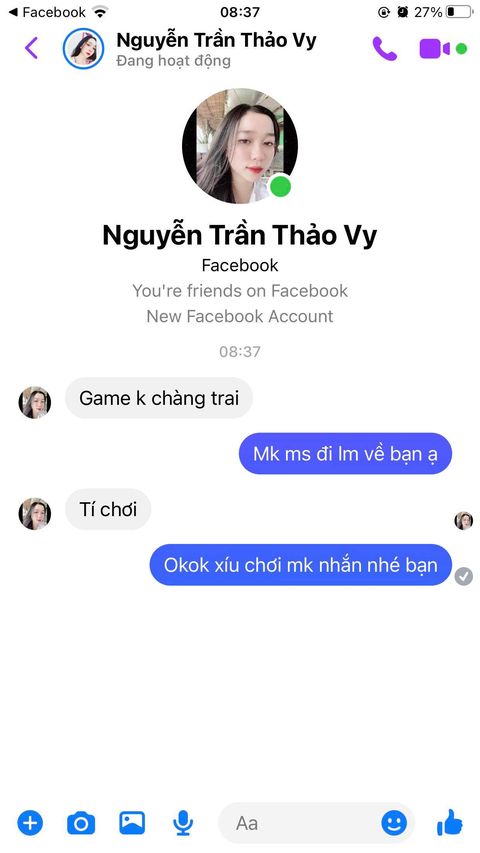 ◀ Facebook 08:37 27%
Nguyễn Trần Thảo Vy
Đang hoạt động
Nguyễn Trần Thảo Vy
Facebook
You're friends on Facebook
New Facebook Account
08:37
Game k chàng trai
Mk ms đi lm về bạn ạ
Tí chơi
Okok xíu chơi mk nhắn nhé bạn
Aa